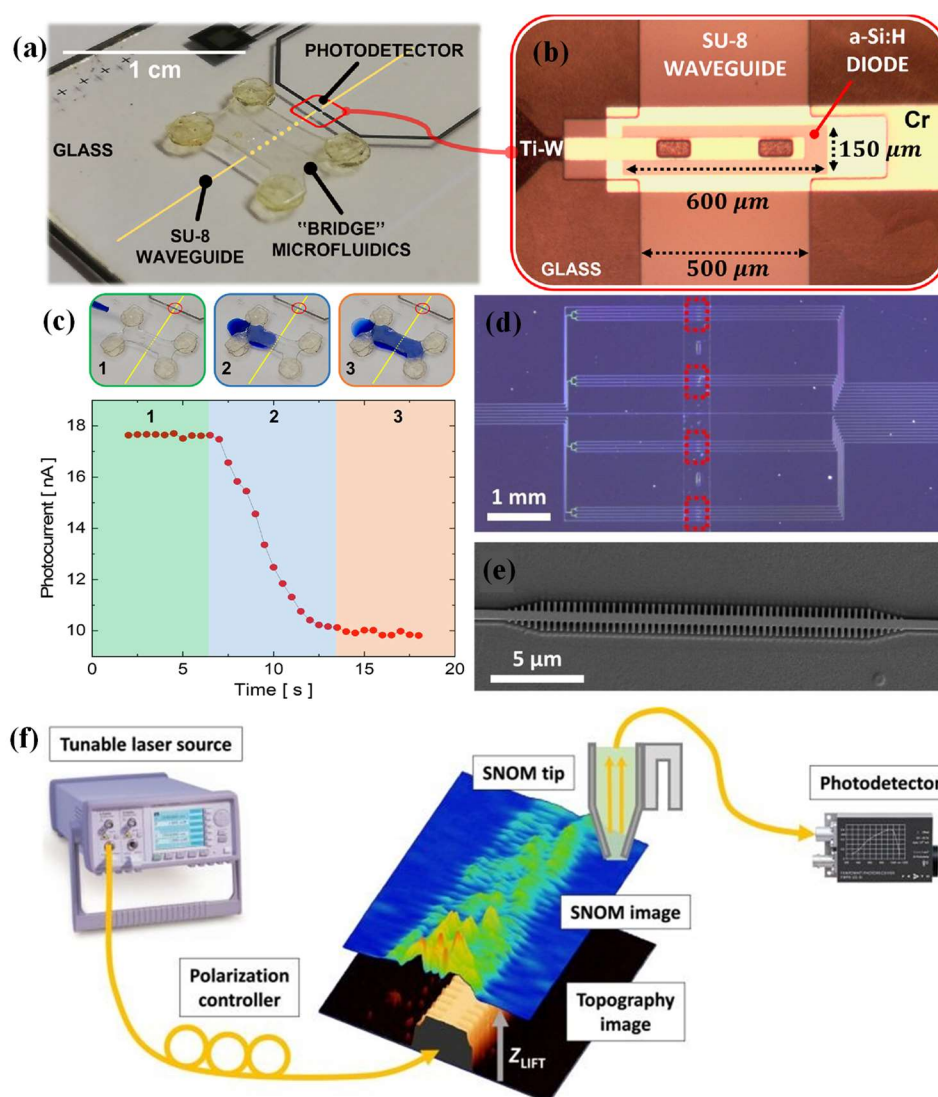 (a)
1 cm
PHOTODETECTOR
GLASS
SU-8
WAVEGUIDE
"BRIDGE"
MICROFLUIDICS
(b)
SU-8
WAVEGUIDE
a-Si:H
DIODE
Cr
Ti-W
150 μm
600 μm
500 μm
GLASS
(c)
1
2
3
1
2
3
Photocurrent [ nA]
18
16
14
12
10
8
0
5
10
15
20
Time [ s ]
(d)
1 mm
(e)
5 μm
(f)
Tunable laser source
SNOM tip
Photodetector
SNOM image
Polarization
controller
Topography
image
Z LIFT